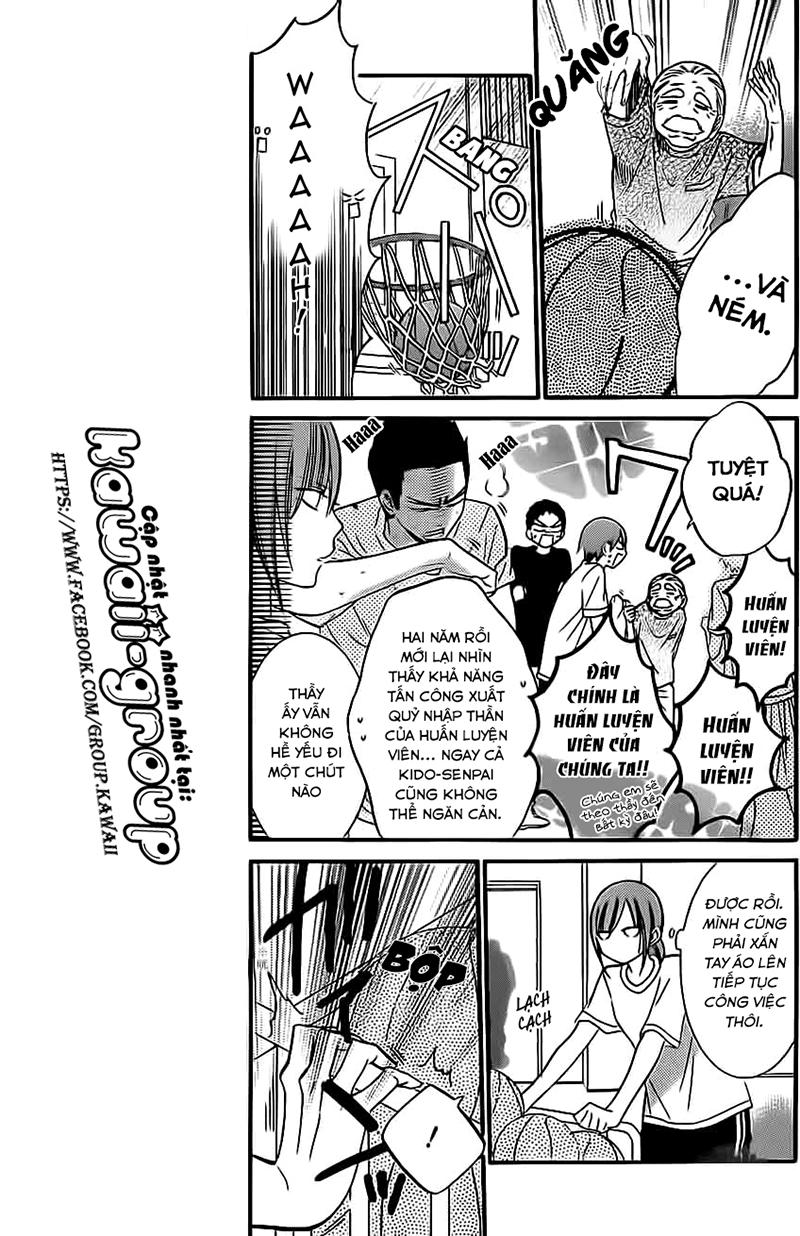 QUĂNG
...VÀ
NÉM.
BĂNG
WAAAAAH!
TUYỆT
QUÁ!
HUẤN
LUYỆN
VIÊN!
HUẤN
LUYỆN
VIÊN!!
ĐÂY
CHÍNH LÀ
HUẤN LUYỆN
VIÊN CỦA
CHÚNG TA!!
Chúng em sẽ
theo thầy đến
bất kỳ đâu!
Haaa
Haaa
HAI NĂM RỒI
MỚI LẠI NHÌN
THẤY KHẢ NĂNG
TẤN CÔNG XUẤT
QUỶ NHẬP THẦN
CỦA HUẤN LUYỆN
VIÊN... NGAY CẢ
KIDO-SENPAI
CŨNG KHÔNG
THỂ NGĂN CẢN.
THẦY
ẤY VẪN
KHÔNG
HỀ YẾU ĐI
MỘT CHÚT
NÀO
ĐƯỢC RỒI.
MÌNH CŨNG
PHẢI XẮN
TAY ÁO LÊN
TIẾP TỤC
CÔNG VIỆC
THÔI.
LẠCH
CẠCH
BỘP
!
Cập nhật nhanh nhất tại:
kawaii-group
HTTPS://WWW.FACEBOOK.COM/GROUP.KAWAII